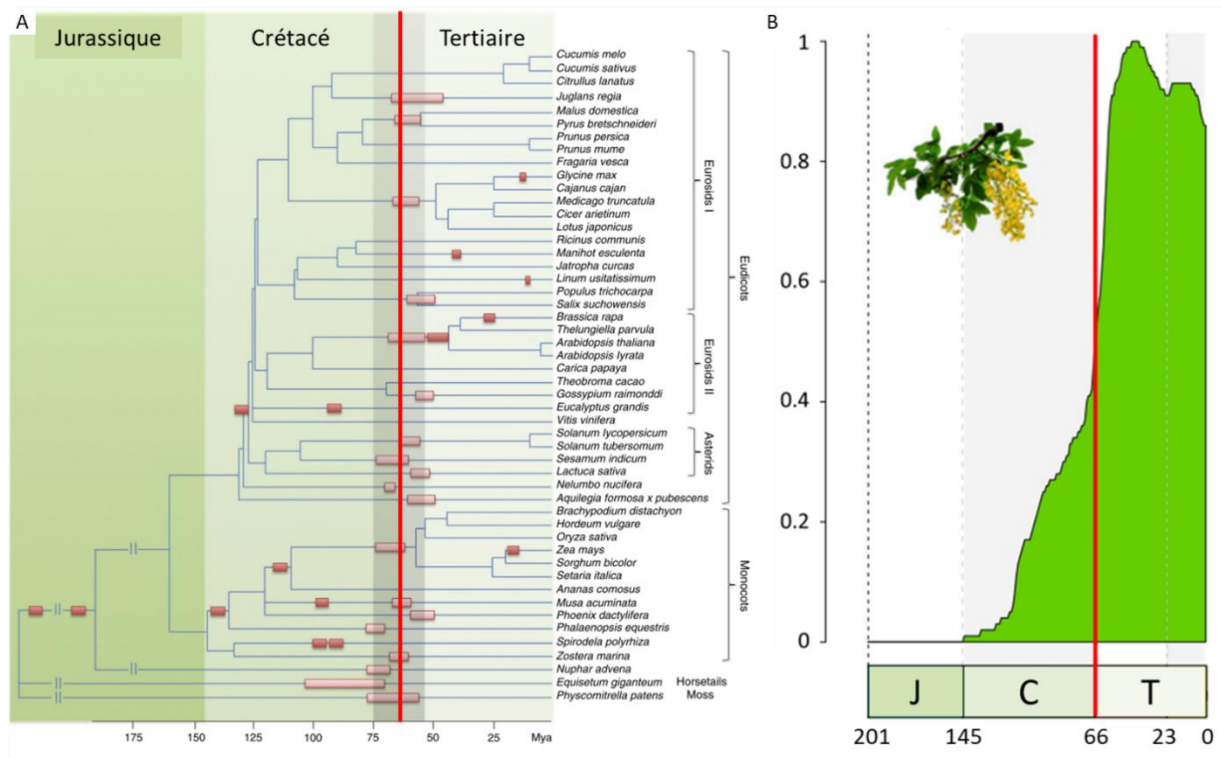 A
Jurassique
Crétacé
Tertiaire
Cucumis melo
Cucumis sativus
Citrullus lanatus
Juglans regia
Malus domestica
Pyrus bretschneideri
Prunus persica
Prunus mume
Fragaria vesca
Glycine max
Cajanus cajan
Medicago truncatula
Cicer arietinum
Lotus japonicus
Ricinus communis
Manihot esculenta
Jatropha curcas
Linum usitatissimum
Populus trichocarpa
Salix suchowensis
Brassica rapa
Thelungiella parvula
Arabidopsis thaliana
Arabidopsis lyrata
Carica papaya
Theobroma cacao
Gossypium raimonddi
Eucalyptus grandis
Vitis vinifera
Solanum lycopersicum
Solanum tubersomum
Sesamum indicum
Lactuca sativa
Nelumbo nucifera
Aquilegia formosa x pubescens
Brachypodium distachyon
Hordeum vulgare
Oryza sativa
Zea mays
Sorghum bicolor
Setaria italica
Ananas comosus
Musa acuminata
Phoenix dactylifera
Phalaenopsis equestris
Spirodela polyrhiza
Zostera marina
Nuphar advena
Equisetum giganteum
Physcomitrella patens
Eurosids I
Eurosids II
Asterids
Eudicots
Monocots
Horsetails
Moss
175 150 125 100 75 50 25 Mya
B
1
0.8
0.6
0.4
0.2
0
J C T
201 145 66 23 0